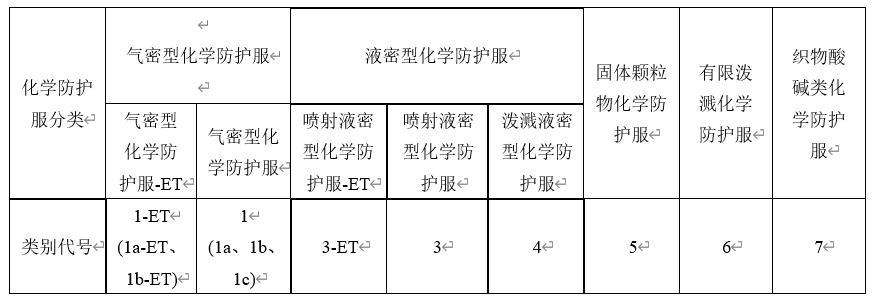 化学防护
服分类
气密型化学防护服
液密型化学防护服
固体颗粒
物化学防
护服
有限泼
溅化学
防护服
织物酸
碱类化
学防护
服
气密型
化学防
护服-ET
气密型化
学防护服
喷射液密
型化学防
护服-ET
喷射液密
型化学防
护服
泼溅液密
型化学防
护服
类别代号
1-ET
(1a-ET、
1b-ET)
1
(1a、1b、
1c)
3-ET
3
4
5
6
7